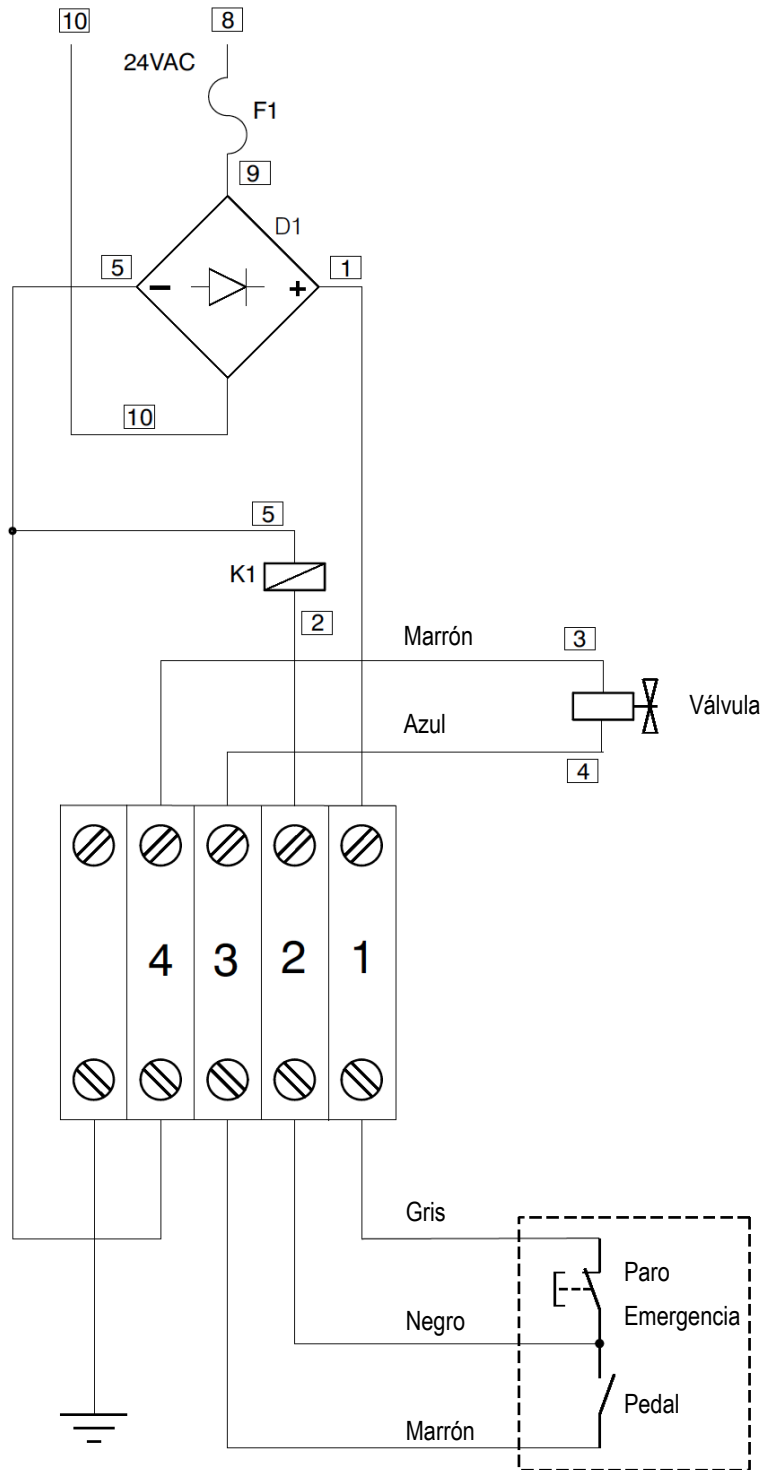 10
8
24VAC
F1
9
D1
5
1
− +
10
5
K1
2
Marrón
3
Válvula
Azul
4
4 3 2 1
Gris
Paro
Emergencia
Negro
Pedal
Marrón